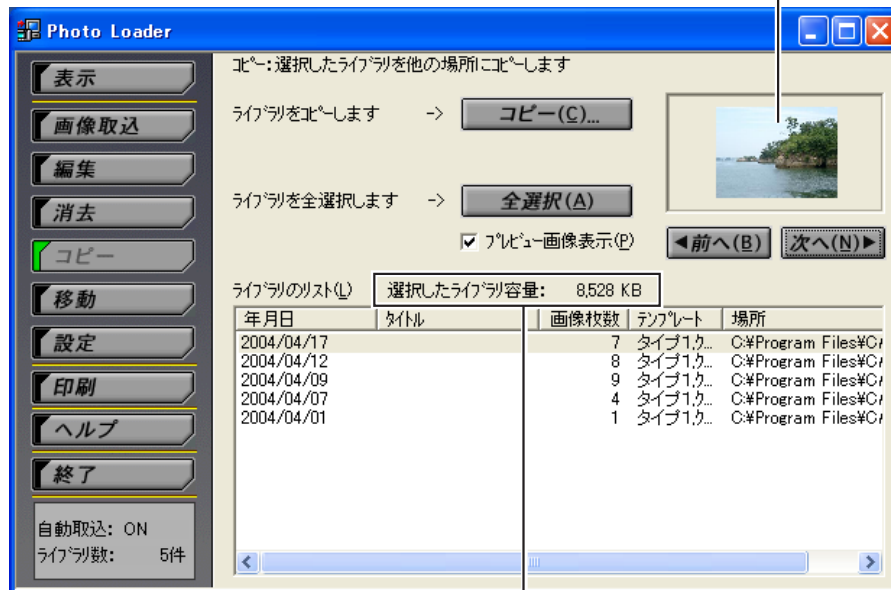 Photo Loader
表示
画像取込
編集
消去
コピー
移動
設定
印刷
ヘルプ
終了
自動取込: ON
ライブラリ数: 5件
コピー:選択したライブラリを他の場所にコピーします
ライブラリをコピーします -> コピー(C)...
ライブラリを全選択します -> 全選択(A)
プレビュー画像表示(P)
◀前へ(B) 次へ(N)▶
ライブラリのリスト(L) 選択したライブラリ容量: 8,528 KB
年月日 タイトル 画像枚数 テンプレート 場所
2004/04/17 7 タイプ1,ク... C:¥Program Files¥C
2004/04/12 8 タイプ1,ク... C:¥Program Files¥C
2004/04/09 9 タイプ1,ク... C:¥Program Files¥C
2004/04/07 4 タイプ1,ク... C:¥Program Files¥C
2004/04/01 1 タイプ1,ク... C:¥Program Files¥C